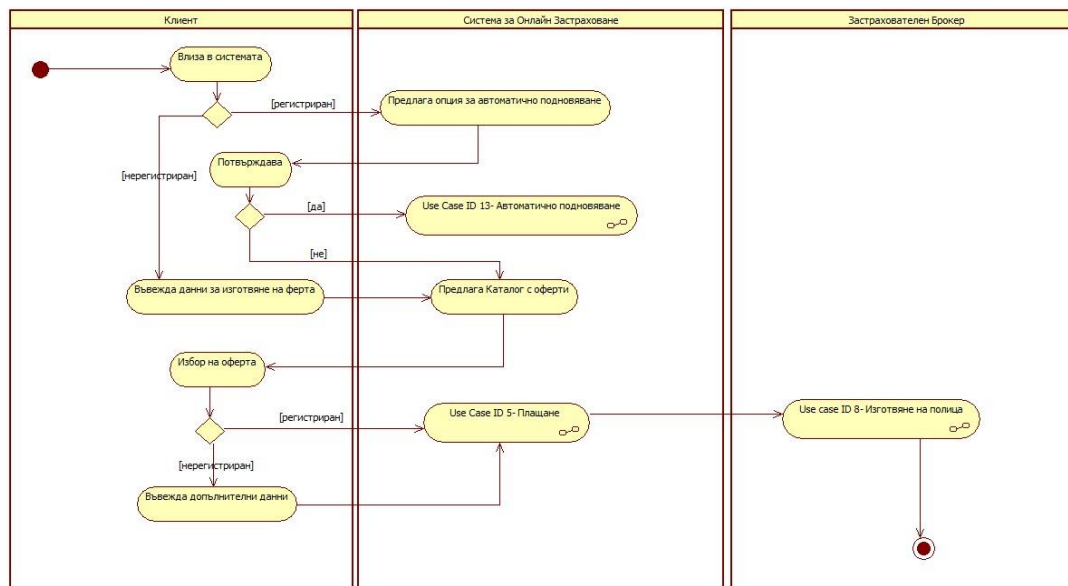 Клиент
Система за Онлайн Застраховане
Застрахователен Брокер
Влиза в системата
[регистриран]
Предлага опция за автоматично подновяване
Потвърждава
[нерегистриран]
[да]
Use Case ID 13- Автоматично подновяване
[не]
Въвежда данни за изготвяне на ферта
Предлага Каталог с оферти
Избор на оферта
[регистриран]
Use Case ID 5- Плащане
Use case ID 8- Изготвяне на полица
[нерегистриран]
Въвежда допълнителни данни